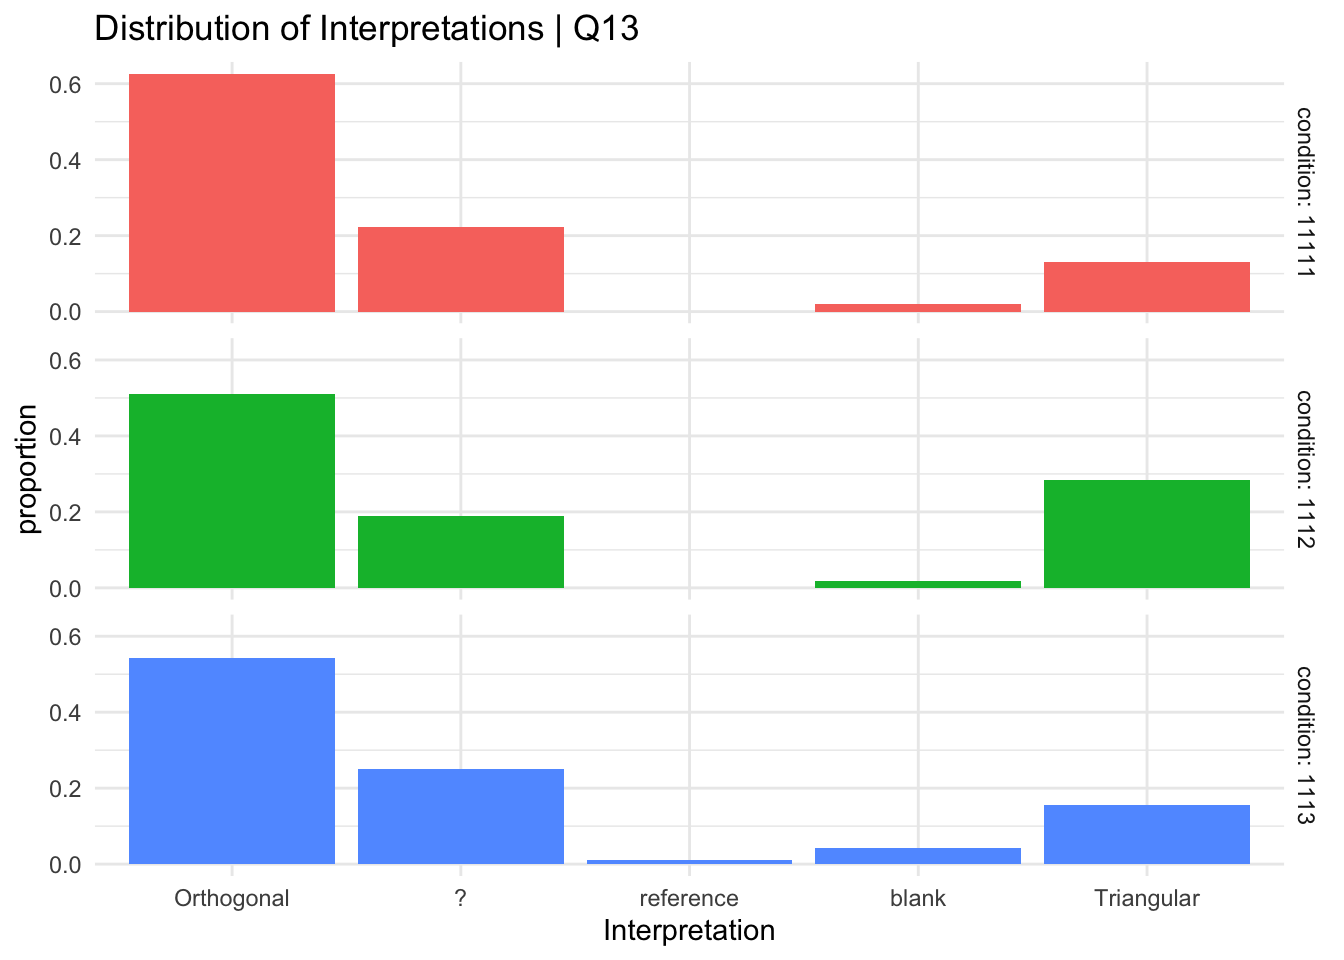 Distribution of Interpretations | Q13
0.6
0.4
0.2
0.0
condition: 11111
0.6
0.4
0.2
0.0
condition: 1112
0.6
0.4
0.2
0.0
condition: 1113
proportion
Orthogonal ? reference blank Triangular
Interpretation